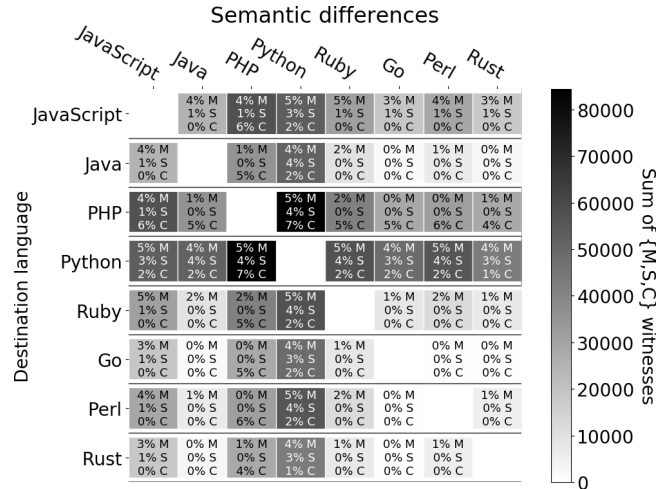 Semantic differences
JavaScript Java PHP Python Ruby Go Perl Rust
JavaScript 4% M 4% M 5% M 5% M 3% M 4% M 3% M
1% S 1% S 3% S 1% S 1% S 1% S 1% S
0% C 6% C 2% C 0% C 0% C 0% C 0% C
Java 4% M 1% M 4% M 2% M 0% M 1% M 0% M
1% S 0% S 4% S 0% S 0% S 0% S 0% S
0% C 5% C 2% C 0% C 0% C 0% C 0% C
PHP 4% M 1% M 5% M 2% M 0% M 0% M 1% M
1% S 0% S 4% S 0% S 0% S 0% S 0% S
6% C 5% C 7% C 5% C 5% C 6% C 4% C
Python 5% M 4% M 5% M 5% M 4% M 5% M 4% M
3% S 4% S 4% S 4% S 3% S 4% S 3% S
2% C 2% C 7% C 2% C 2% C 2% C 1% C
Ruby 5% M 2% M 2% M 5% M 1% M 2% M 1% M
1% S 0% S 0% S 4% S 0% S 0% S 0% S
0% C 0% C 5% C 2% C 0% C 0% C 0% C
Go 3% M 0% M 0% M 4% M 1% M 0% M 0% M
1% S 0% S 0% S 3% S 0% S 0% S 0% S
0% C 0% C 5% C 2% C 0% C 0% C 0% C
Perl 4% M 1% M 0% M 5% M 2% M 0% M 1% M
1% S 0% S 0% S 4% S 0% S 0% S 0% S
0% C 0% C 6% C 2% C 0% C 0% C 0% C
Rust 3% M 0% M 1% M 4% M 1% M 0% M 1% M
1% S 0% S 0% S 3% S 0% S 0% S 0% S
0% C 0% C 4% C 1% C 0% C 0% C 0% C
Destination language
80000
70000
60000
50000
40000
30000
20000
10000
0
Sum of {M,S,C} witnesses